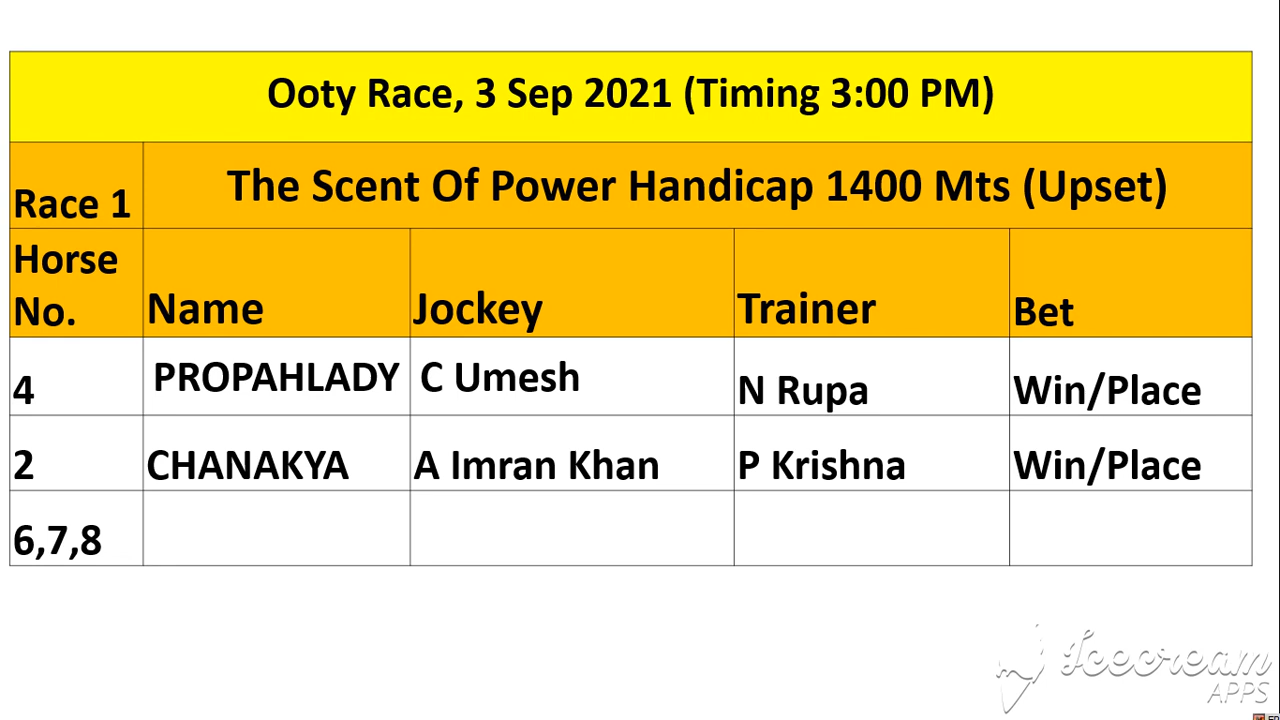 Ooty Race, 3 Sep 2021 (Timing 3:00 PM)
Race 1 The Scent Of Power Handicap 1400 Mts (Upset)
Horse
No. Name Jockey Trainer Bet
4 PROPAHLADY C Umesh N Rupa Win/Place
2 CHANAKYA A Imran Khan P Krishna Win/Place
6,7,8
Icecream
APPS